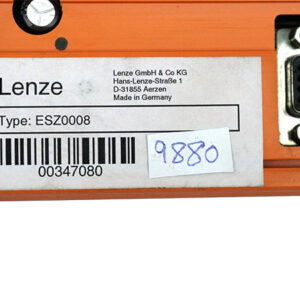 Lenze
Lenze GmbH & Co KG
Hans-Lenze-Straße 1
D-31855 Aerzen
Made in Germany
Type: ESZ0008
9880
00347080